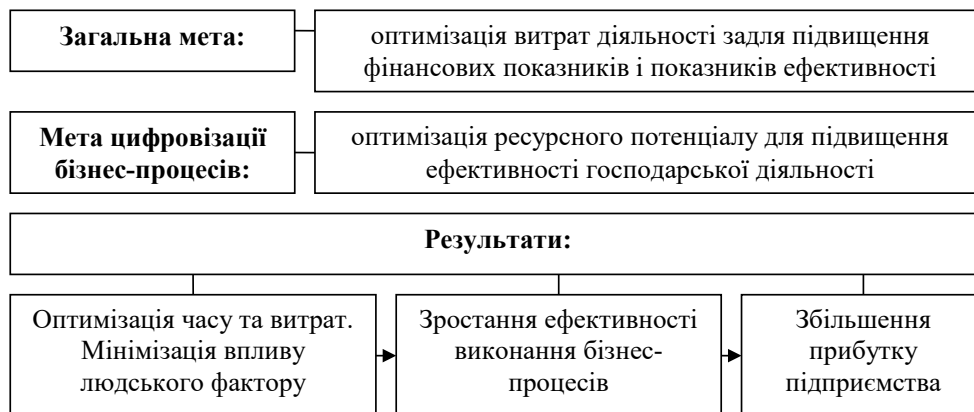 Загальна мета:
оптимізація витрат діяльності задля підвищення
фінансових показників і показників ефективності
Мета цифровізації
бізнес-процесів:
оптимізація ресурсного потенціалу для підвищення
ефективності господарської діяльності
Результати:
Оптимізація часу та витрат.
Мінімізація впливу
людського фактору
Зростання ефективності
виконання бізнес-
процесів
Збільшення
прибутку
підприємства